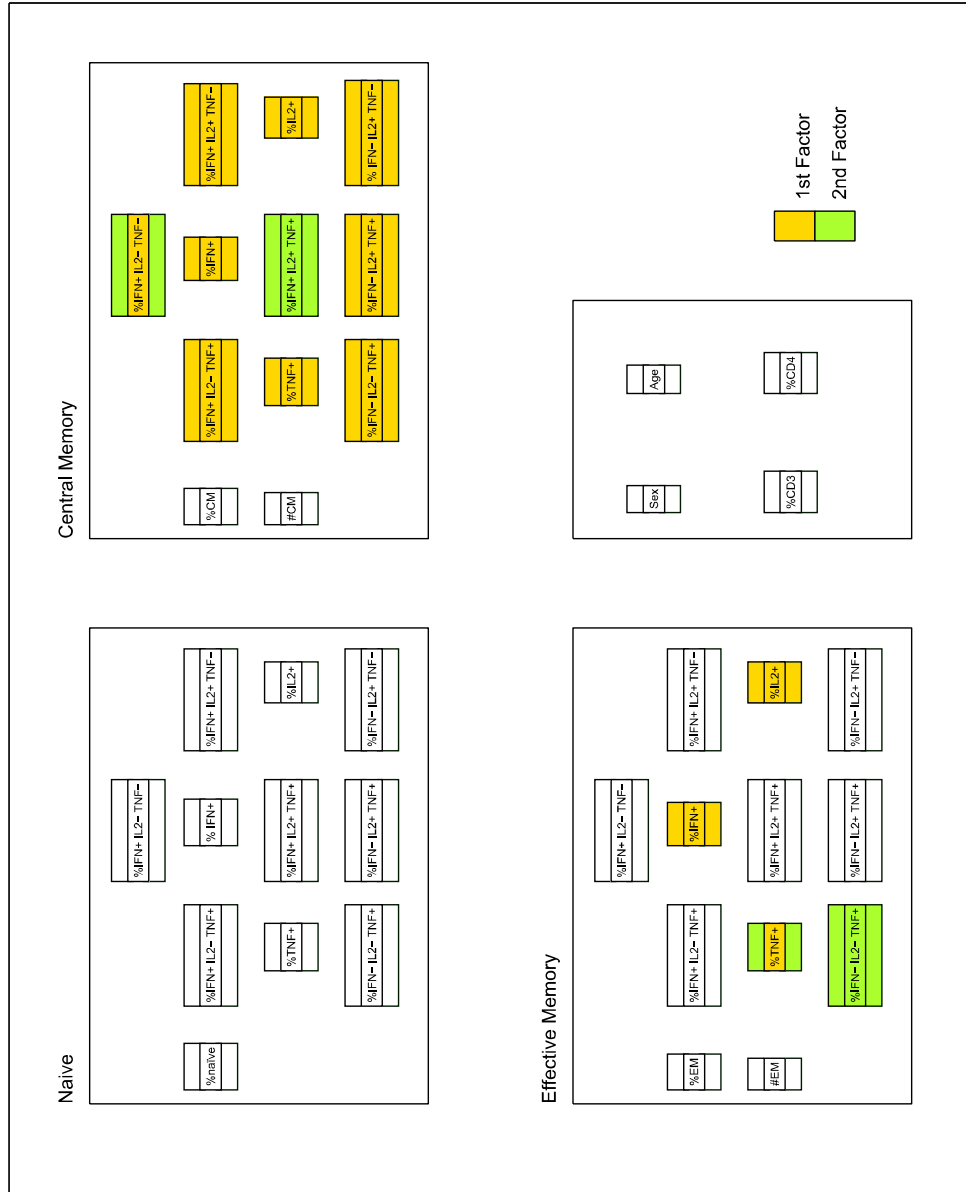 Naive
%IFN+ IL2− TNF−
%IFN+ IL2− TNF+
% IFN+
%IFN+ IL2+ TNF−
%naïve
%TNF+
%IFN+ IL2+ TNF+
%IL2+
%IFN− IL2− TNF+
%IFN− IL2+ TNF+
%IFN− IL2+ TNF−
Central Memory
%IFN+ IL2− TNF−
%CM
%IFN+ IL2− TNF+
%IFN+
%IFN+ IL2+ TNF−
#CM
%TNF+
%IFN+ IL2+ TNF+
%IL2+
%IFN− IL2− TNF+
%IFN− IL2+ TNF+
% IFN− IL2+ TNF−
Effective Memory
%IFN+ IL2− TNF−
%EM
%IFN+ IL2− TNF+
%IFN+
%IFN+ IL2+ TNF−
#EM
%TNF+
%IFN+ IL2+ TNF+
%IL2+
%IFN− IL2− TNF+
%IFN− IL2+ TNF+
%IFN− IL2+ TNF−
Sex
Age
%CD3
%CD4
1st Factor
2nd Factor